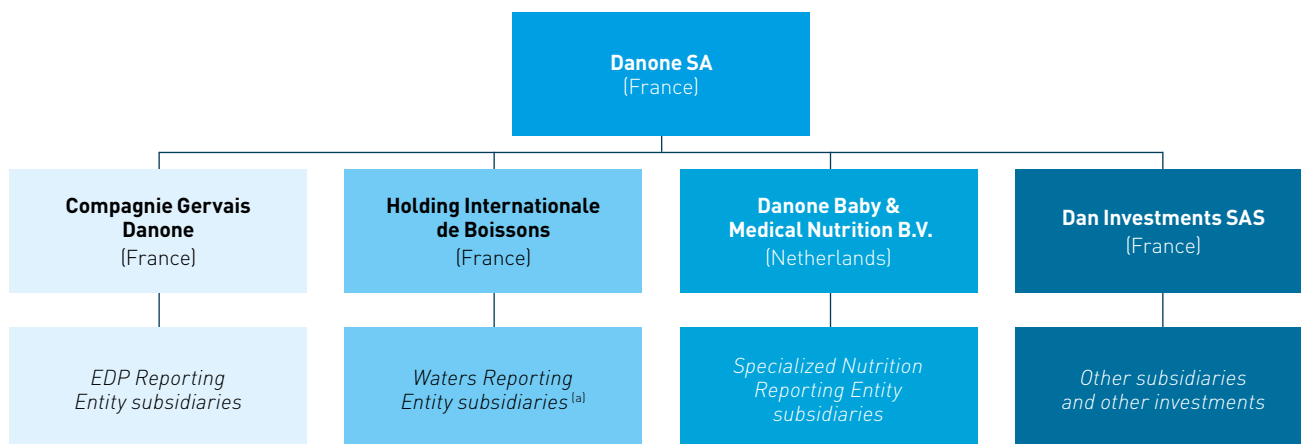 Danone SA
(France)
Compagnie Gervais
Danone
(France)
Holding Internationale
de Boissons
(France)
Danone Baby &
Medical Nutrition B.V.
(Netherlands)
Dan Investments SAS
(France)
EDP Reporting
Entity subsidiaries
Waters Reporting
Entity subsidiaries (a)
Specialized Nutrition
Reporting Entity
subsidiaries
Other subsidiaries
and other investments